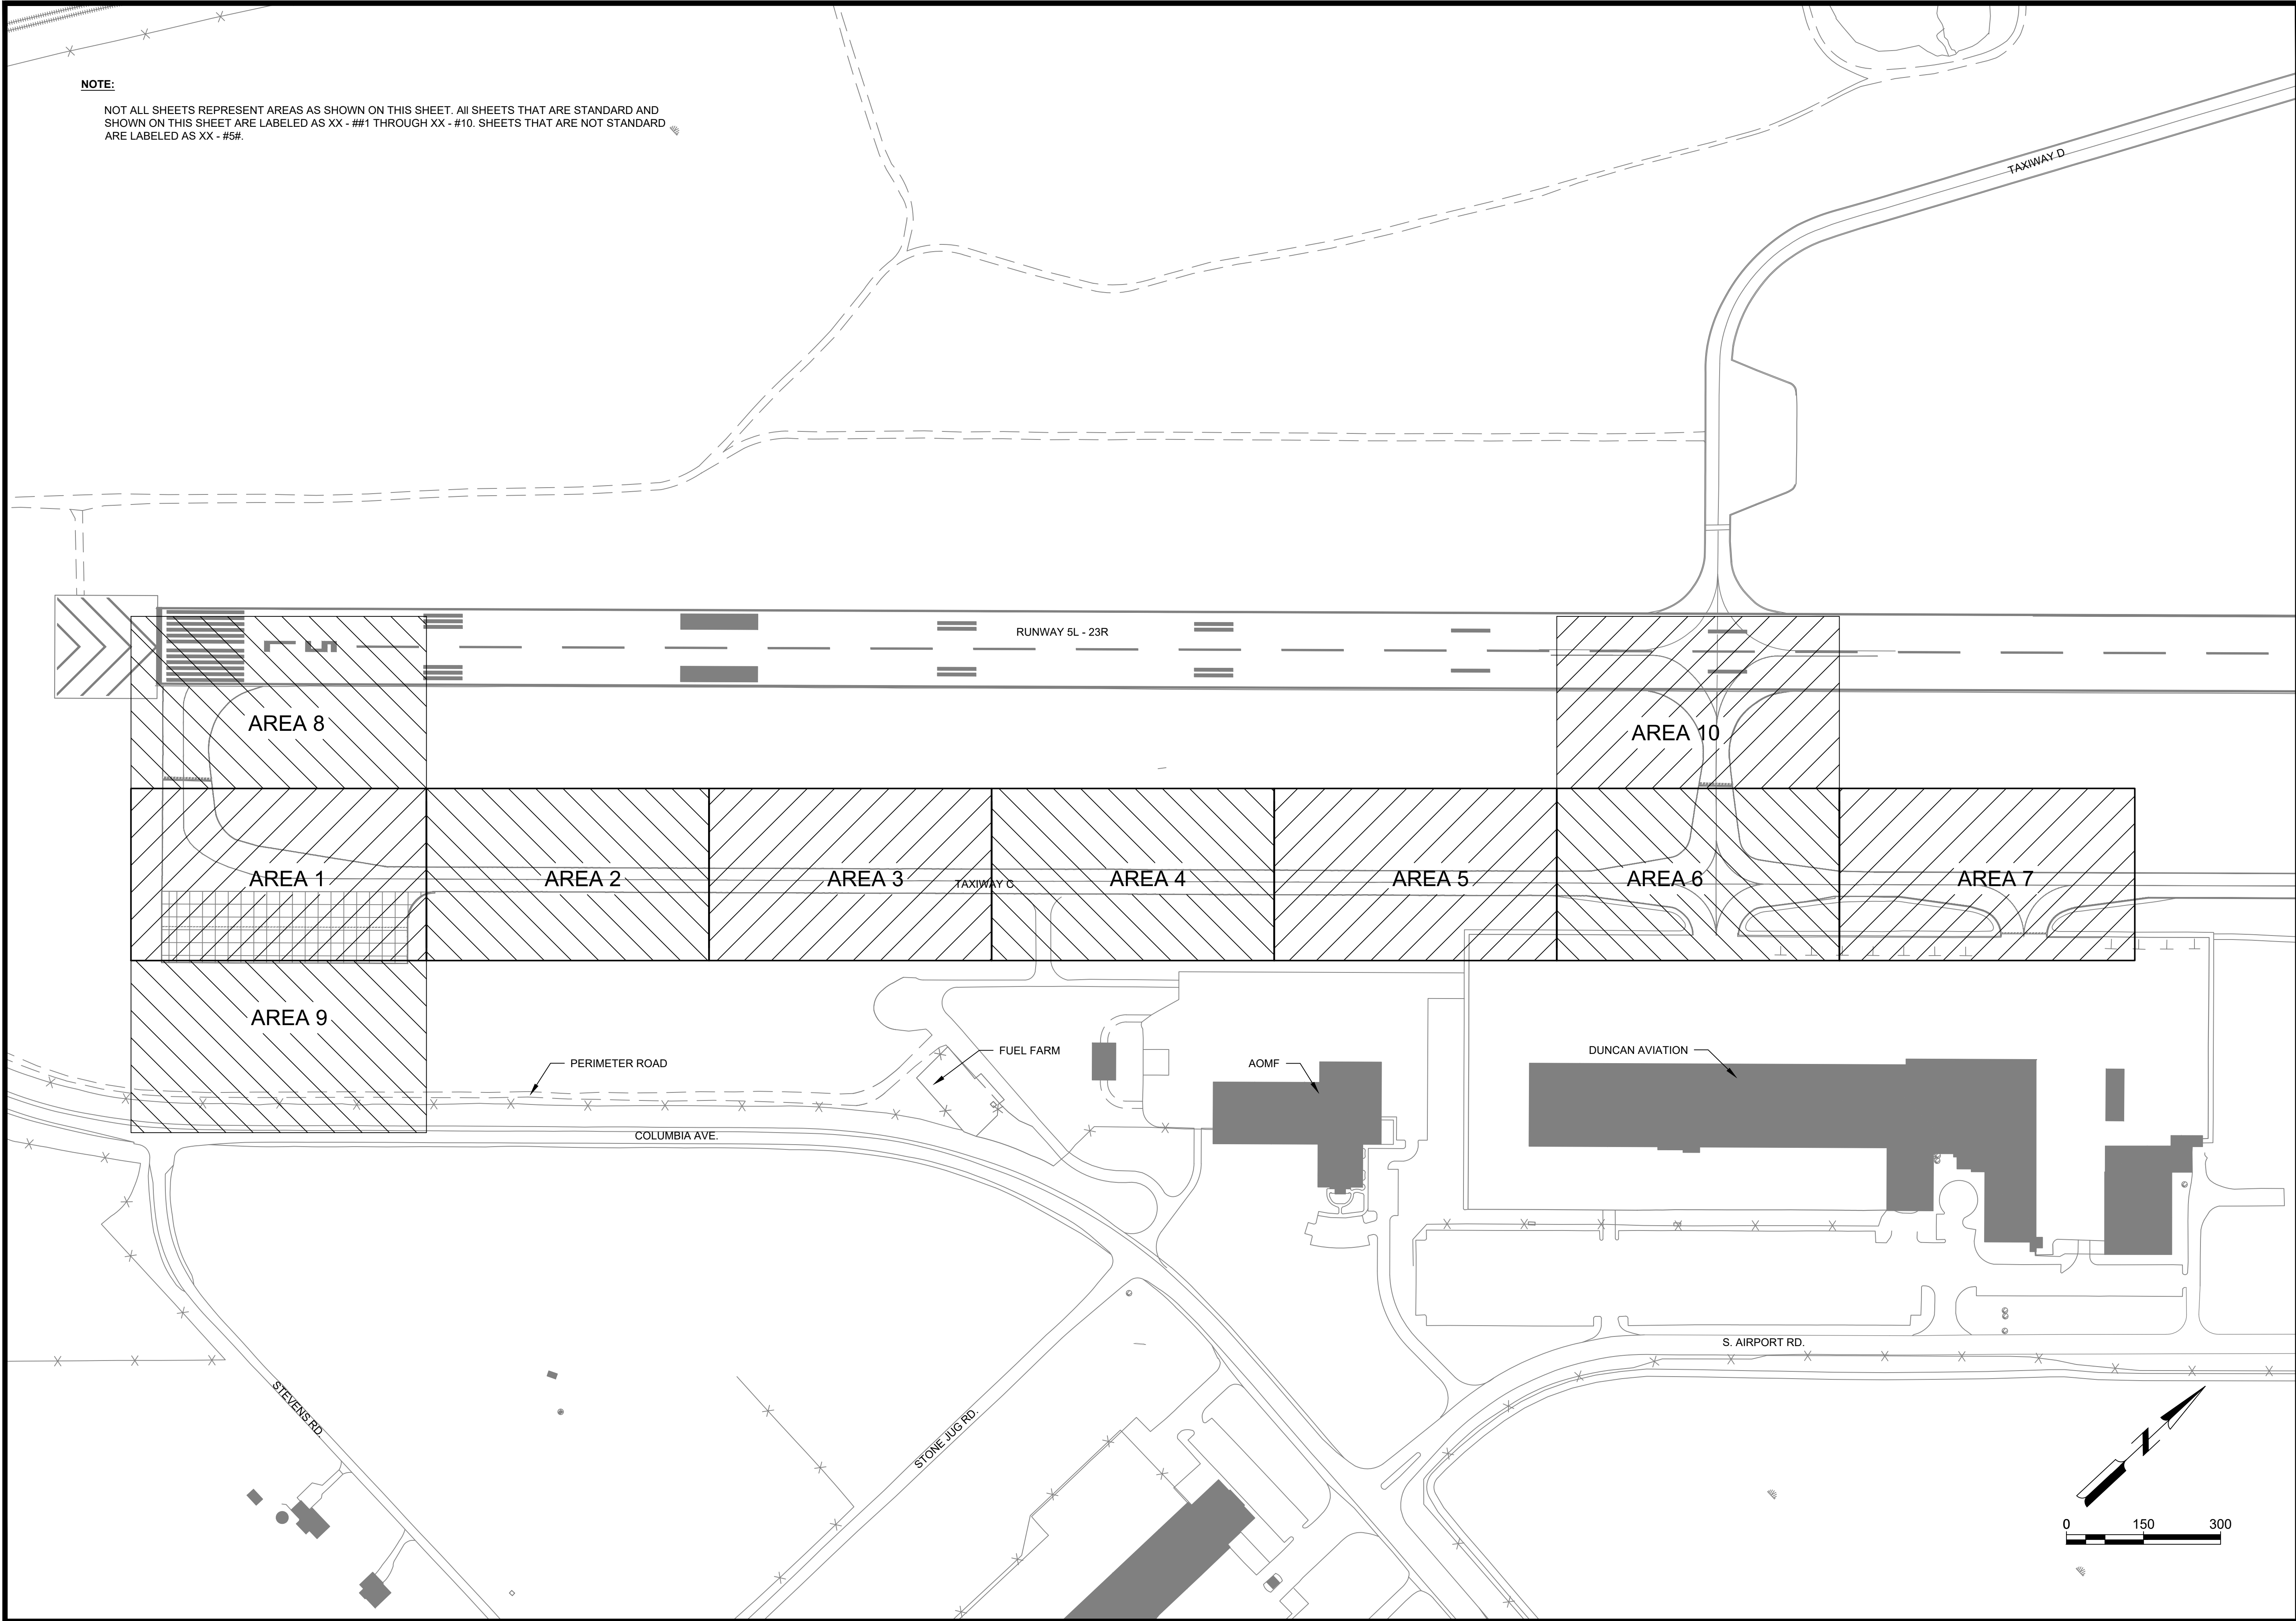 NOTE:
NOT ALL SHEETS REPRESENT AREAS AS SHOWN ON THIS SHEET. All SHEETS THAT ARE STANDARD AND
SHOWN ON THIS SHEET ARE LABELED AS XX - ##1 THROUGH XX - #10. SHEETS THAT ARE NOT STANDARD
ARE LABELED AS XX - #5#.
TAXIWAY D
RUNWAY 5L - 23R
5L
AREA 8
AREA 10
AREA 1
AREA 2
AREA 3
TAXIWAY C
AREA 4
AREA 5
AREA 6
AREA 7
AREA 9
PERIMETER ROAD
FUEL FARM
AOMF
DUNCAN AVIATION
COLUMBIA AVE.
S. AIRPORT RD.
STEVENS RD.
STONE JUG RD.
N
0 150 300